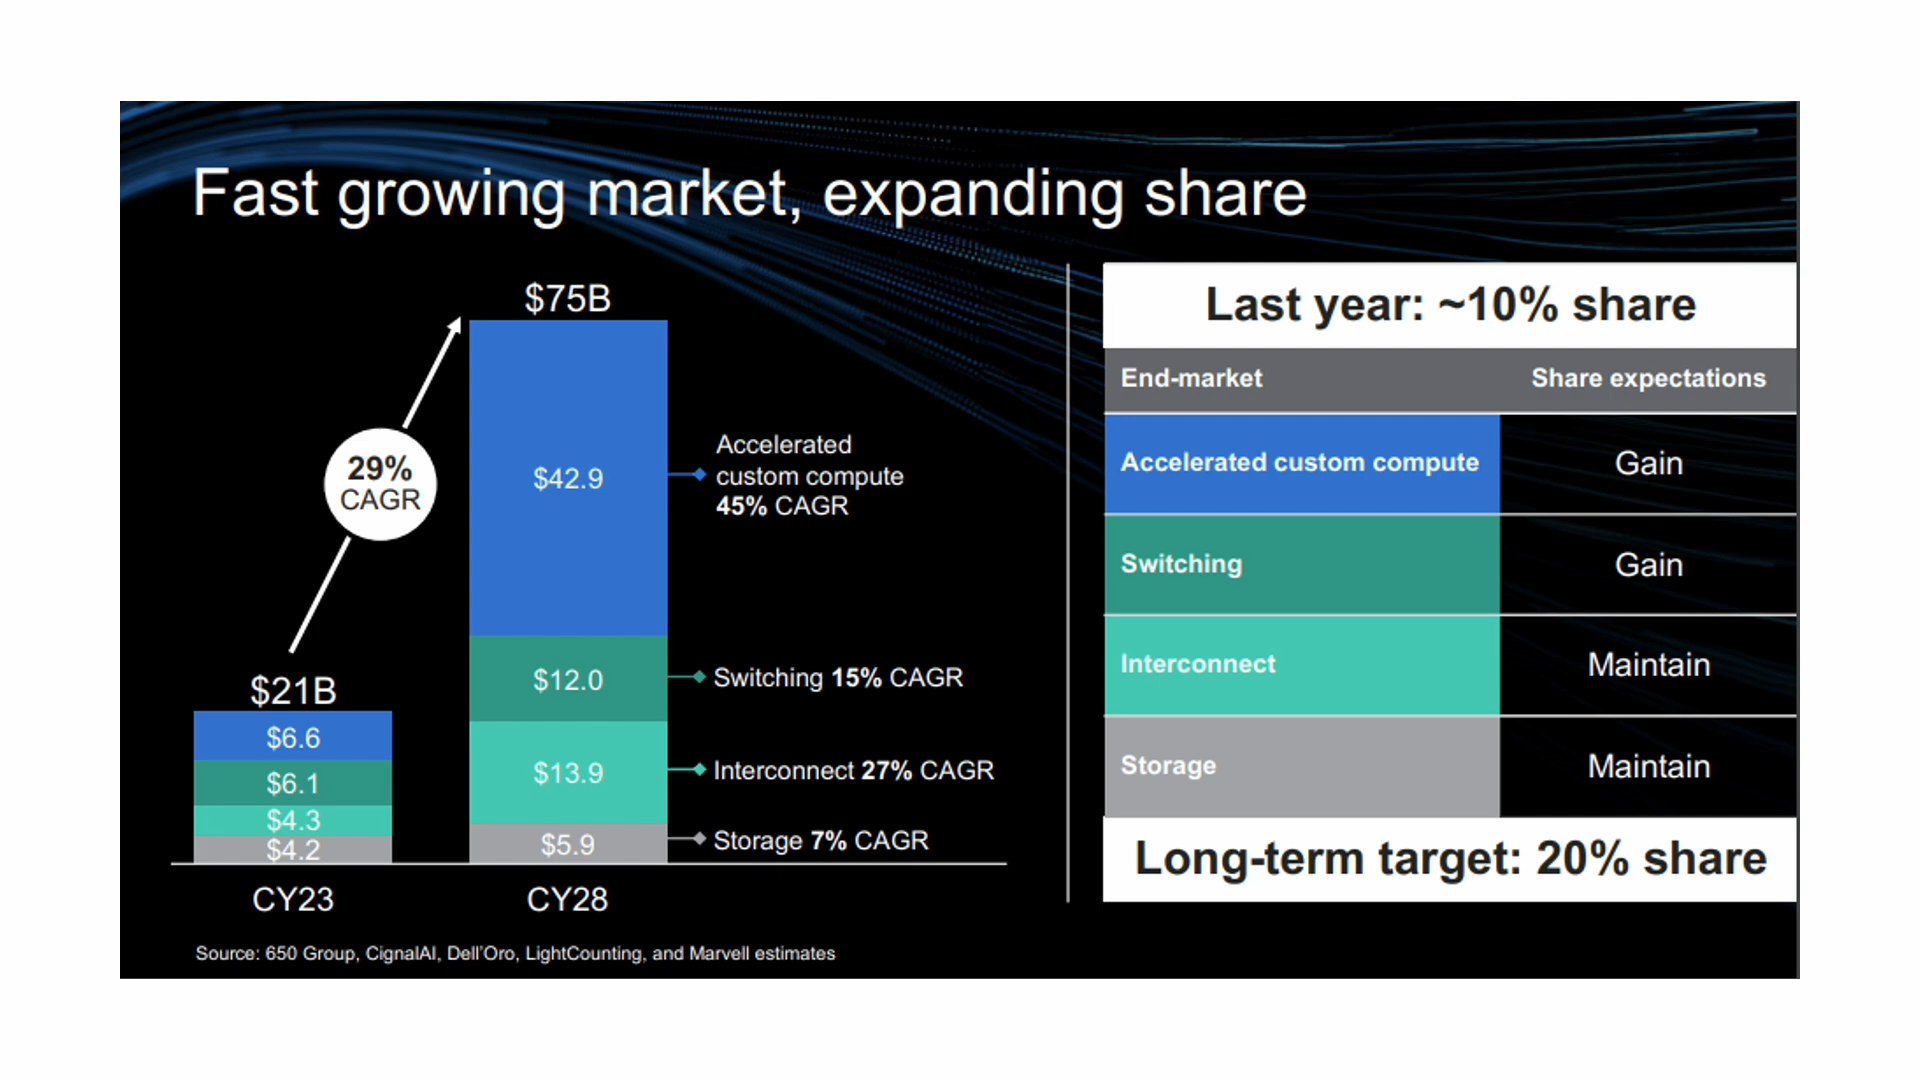 Fast growing market, expanding share
$75B
29%
CAGR
$42.9
Accelerated
custom compute
45% CAGR
$12.0
Switching 15% CAGR
$21B
$6.6
$6.1
$4.3
$4.2
$13.9
Interconnect 27% CAGR
$5.9
Storage 7% CAGR
CY23
CY28
Source: 650 Group, CignalAI, Dell'Oro, LightCounting, and Marvell estimates
Last year: ~10% share
End-market Share expectations
Accelerated custom compute Gain
Switching Gain
Interconnect Maintain
Storage Maintain
Long-term target: 20% share